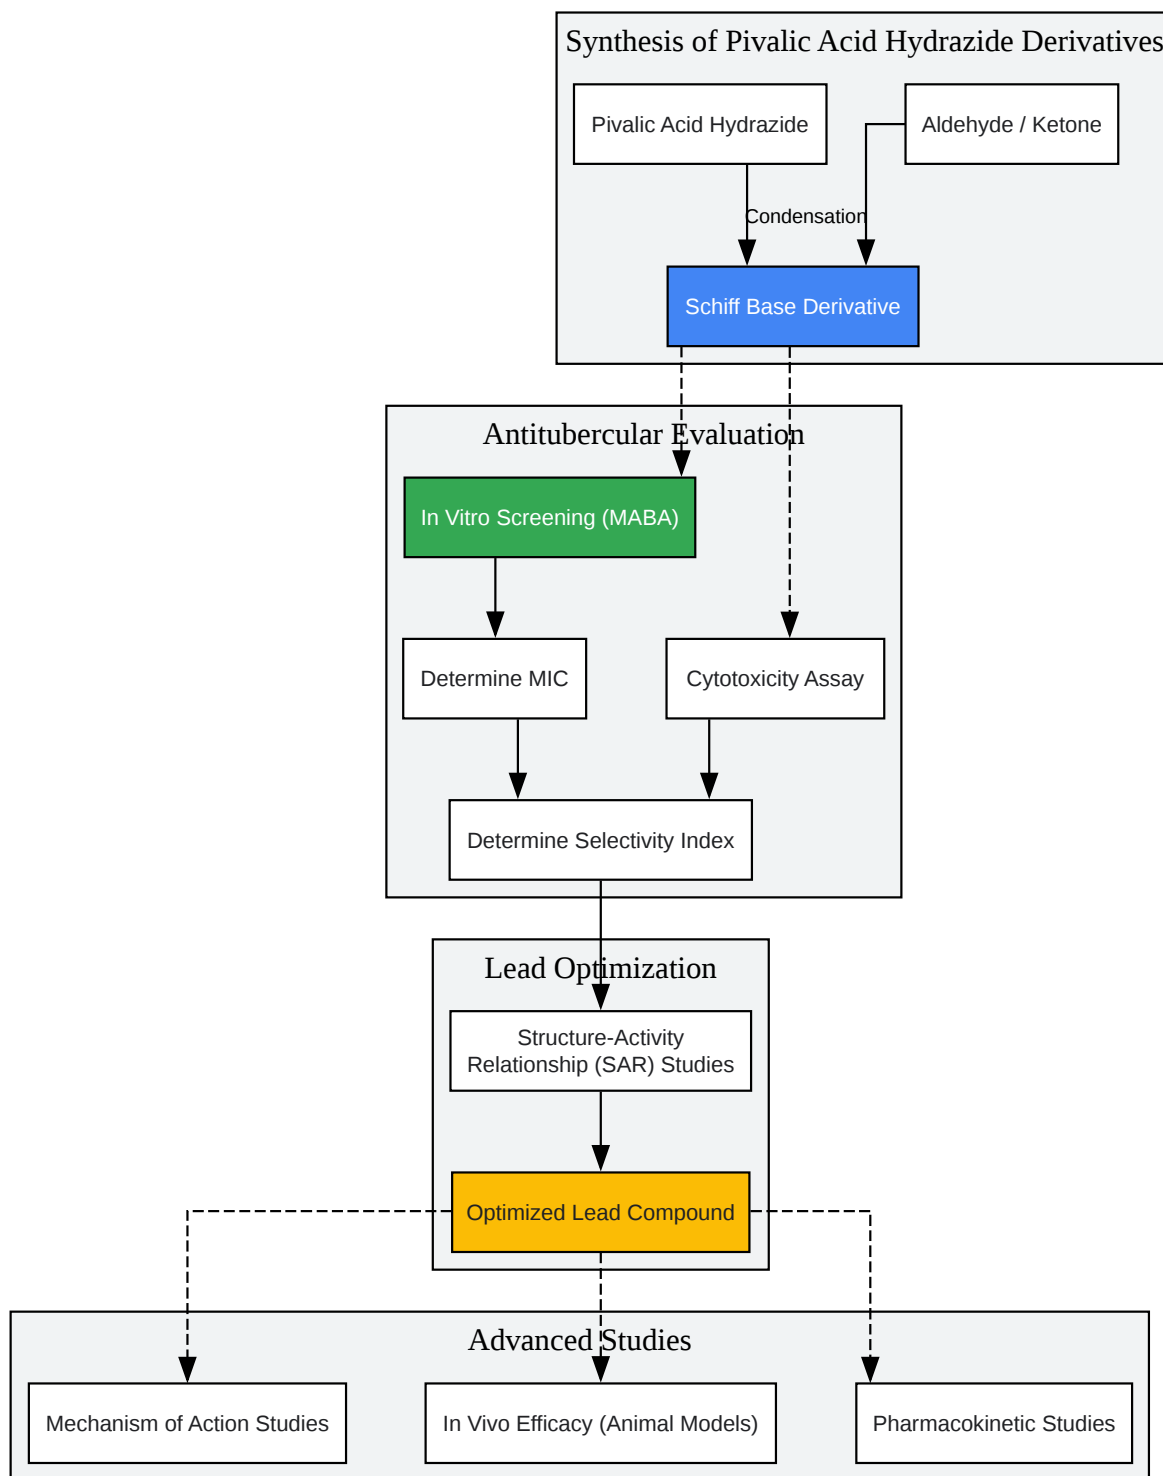 Synthesis of Pivalic Acid Hydrazide Derivatives
Pivalic Acid Hydrazide
Aldehyde / Ketone
Condensation
Schiff Base Derivative
Antitubercular Evaluation
In Vitro Screening (MABA)
Determine MIC
Cytotoxicity Assay
Determine Selectivity Index
Lead Optimization
Structure-Activity
Relationship (SAR) Studies
Optimized Lead Compound
Advanced Studies
Mechanism of Action Studies
In Vivo Efficacy (Animal Models)
Pharmacokinetic Studies